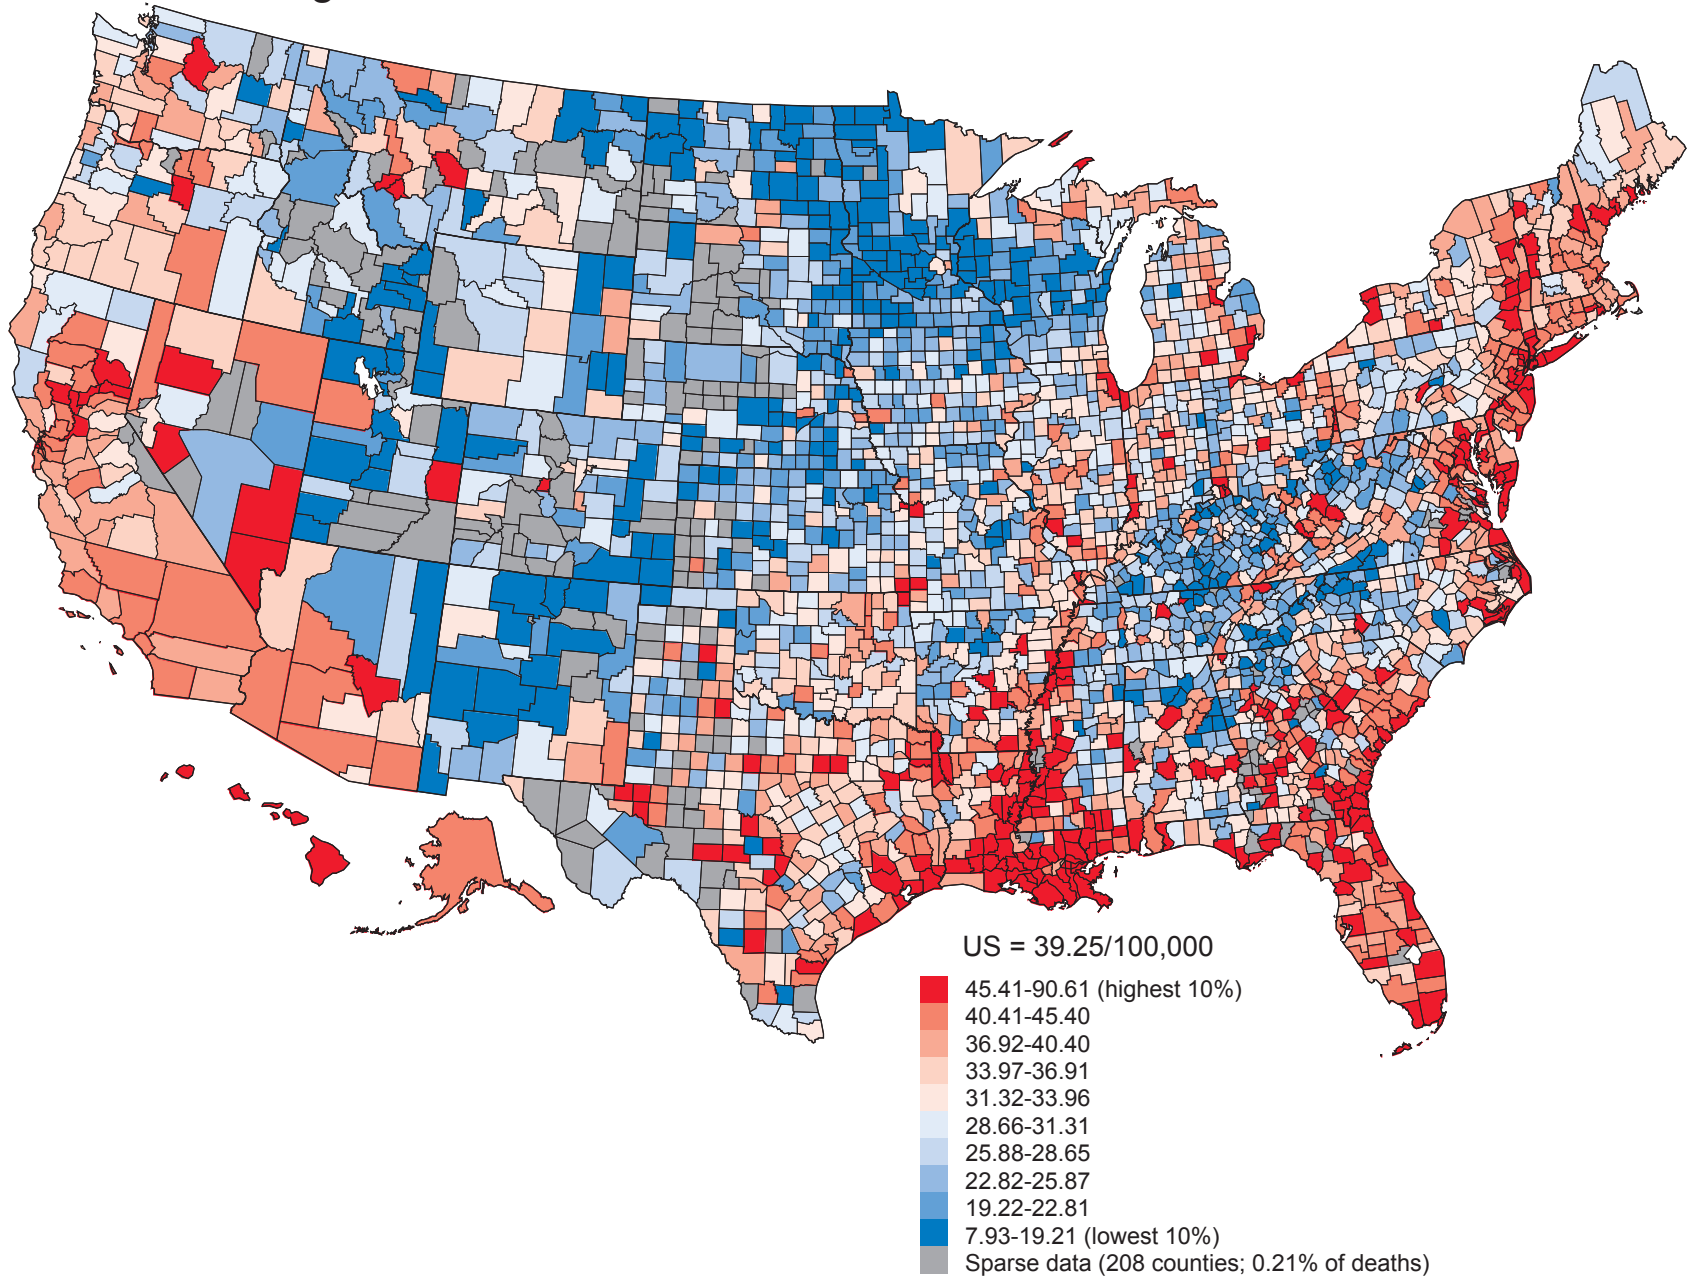 US = 39.25/100,000
45.41-90.61 (highest 10%)
40.41-45.40
36.92-40.40
33.97-36.91
31.32-33.96
28.66-31.31
25.88-28.65
22.82-25.87
19.22-22.81
7.93-19.21 (lowest 10%)
Sparse data (208 counties; 0.21% of deaths)